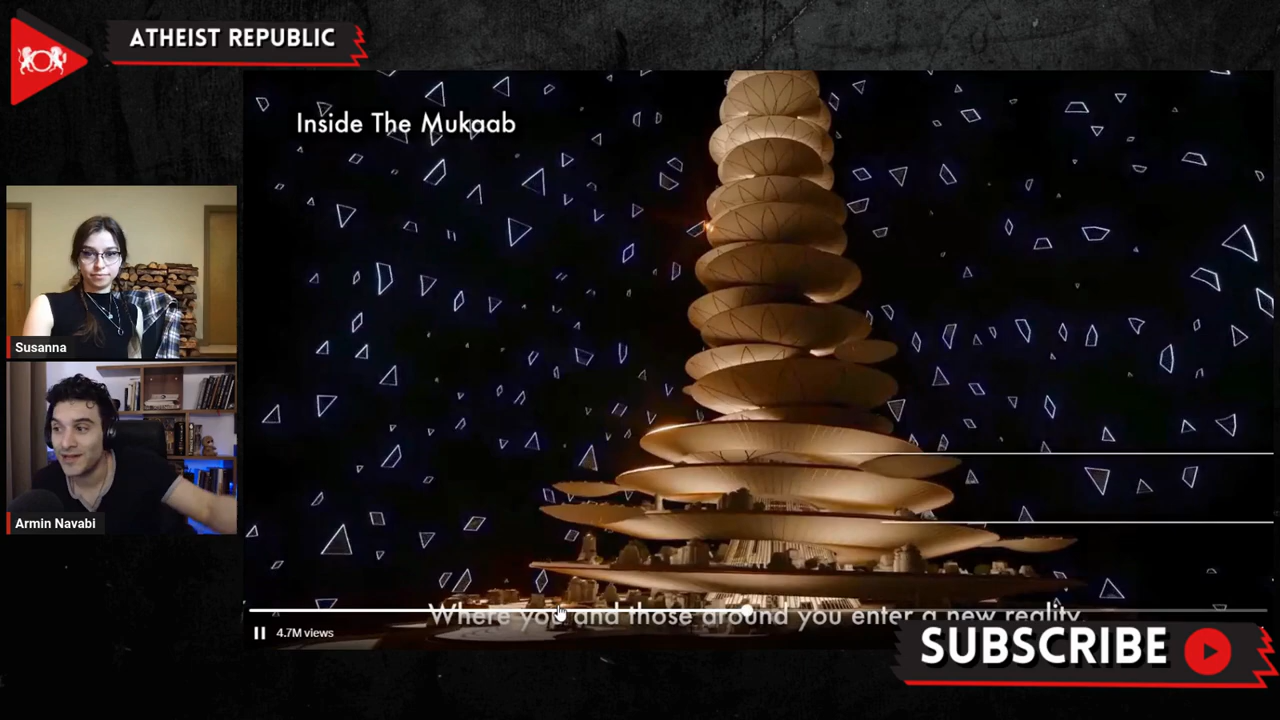 ATHEIST REPUBLIC
Inside The Mukaab
Susanna
Armin Navabi
Where you and those around you enter a new reality.
4.7M views
SUBSCRIBE